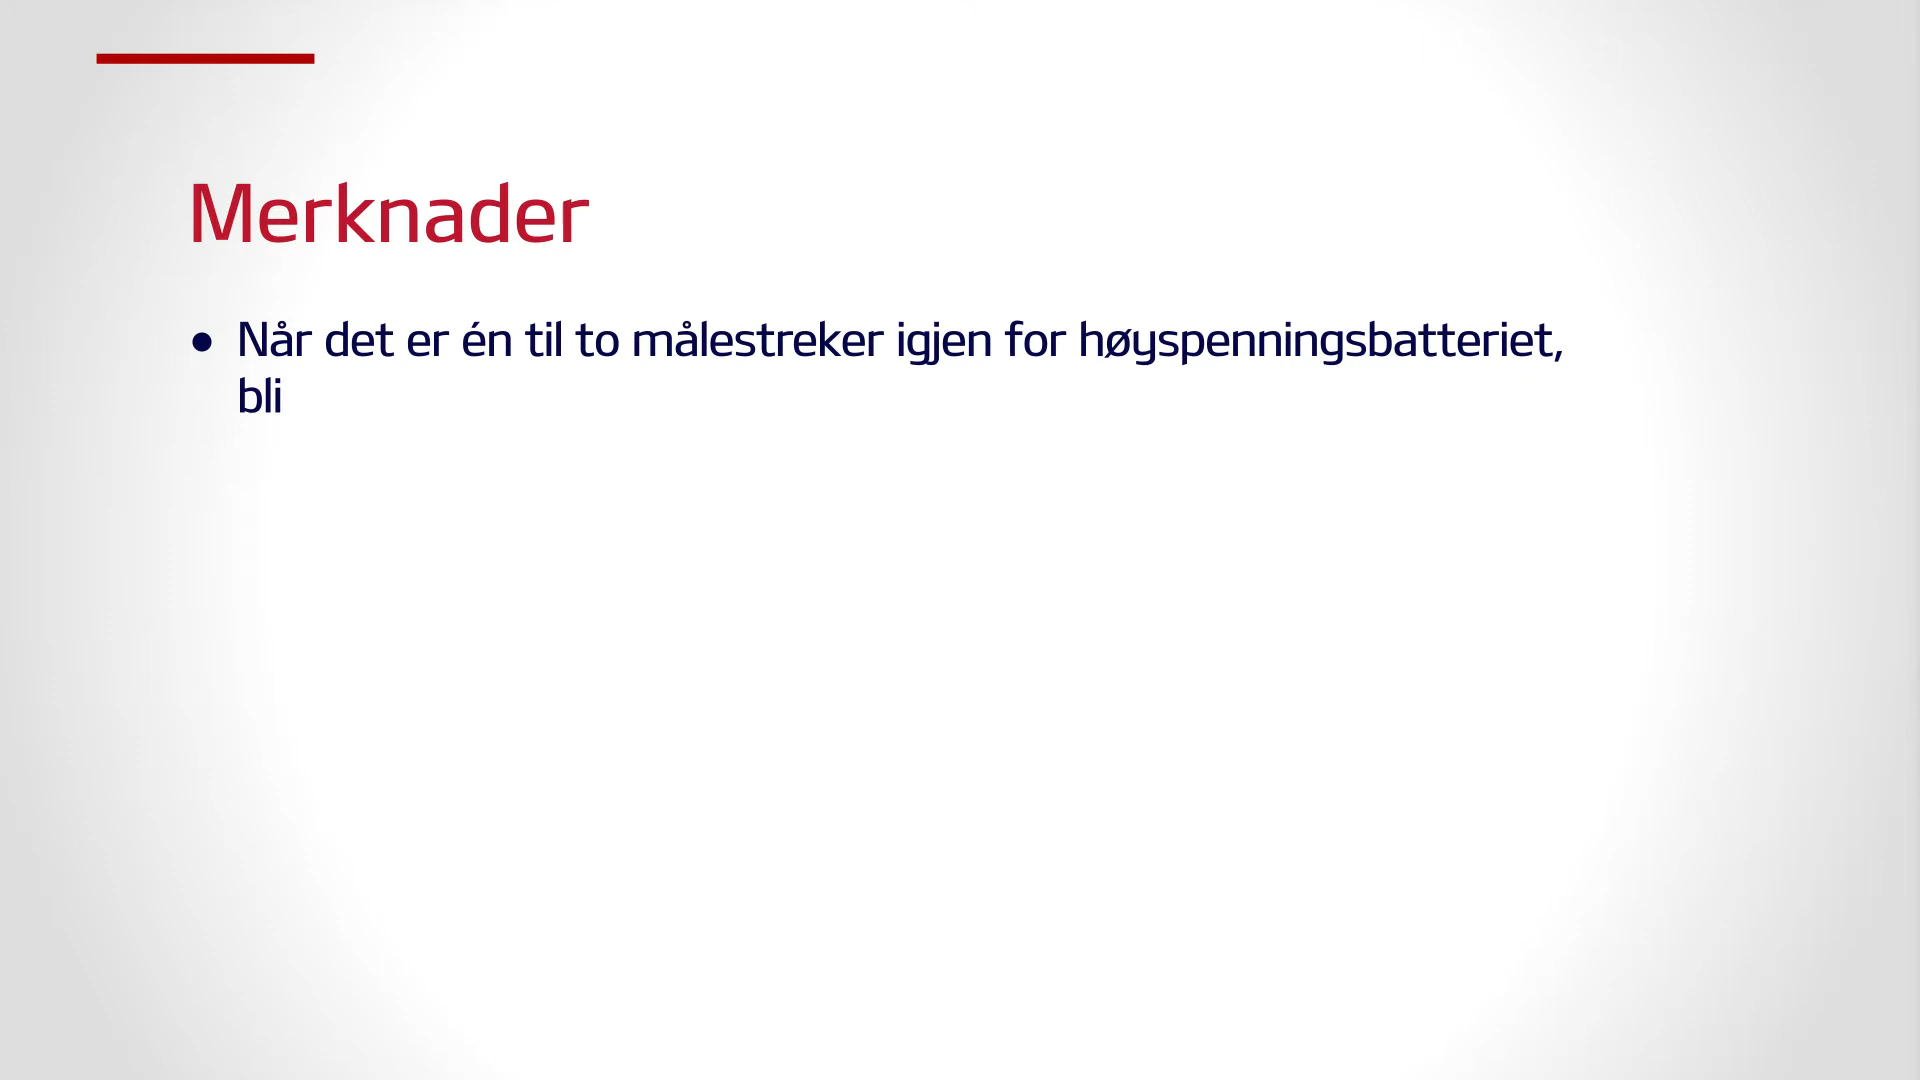 Merknader
● Når det er én til to målestreker igjen for høyspenningsbatteriet,
bli